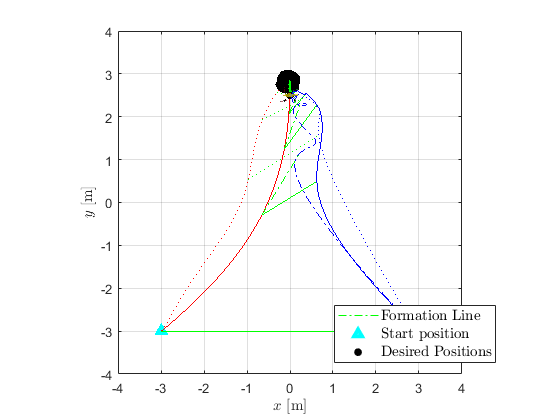 4
3
2
1
0
-1
-2
-3
-4
y [m]
-4 -3 -2 -1 0 1 2 3 4
x [m]
Formation Line
Start position
Desired Positions